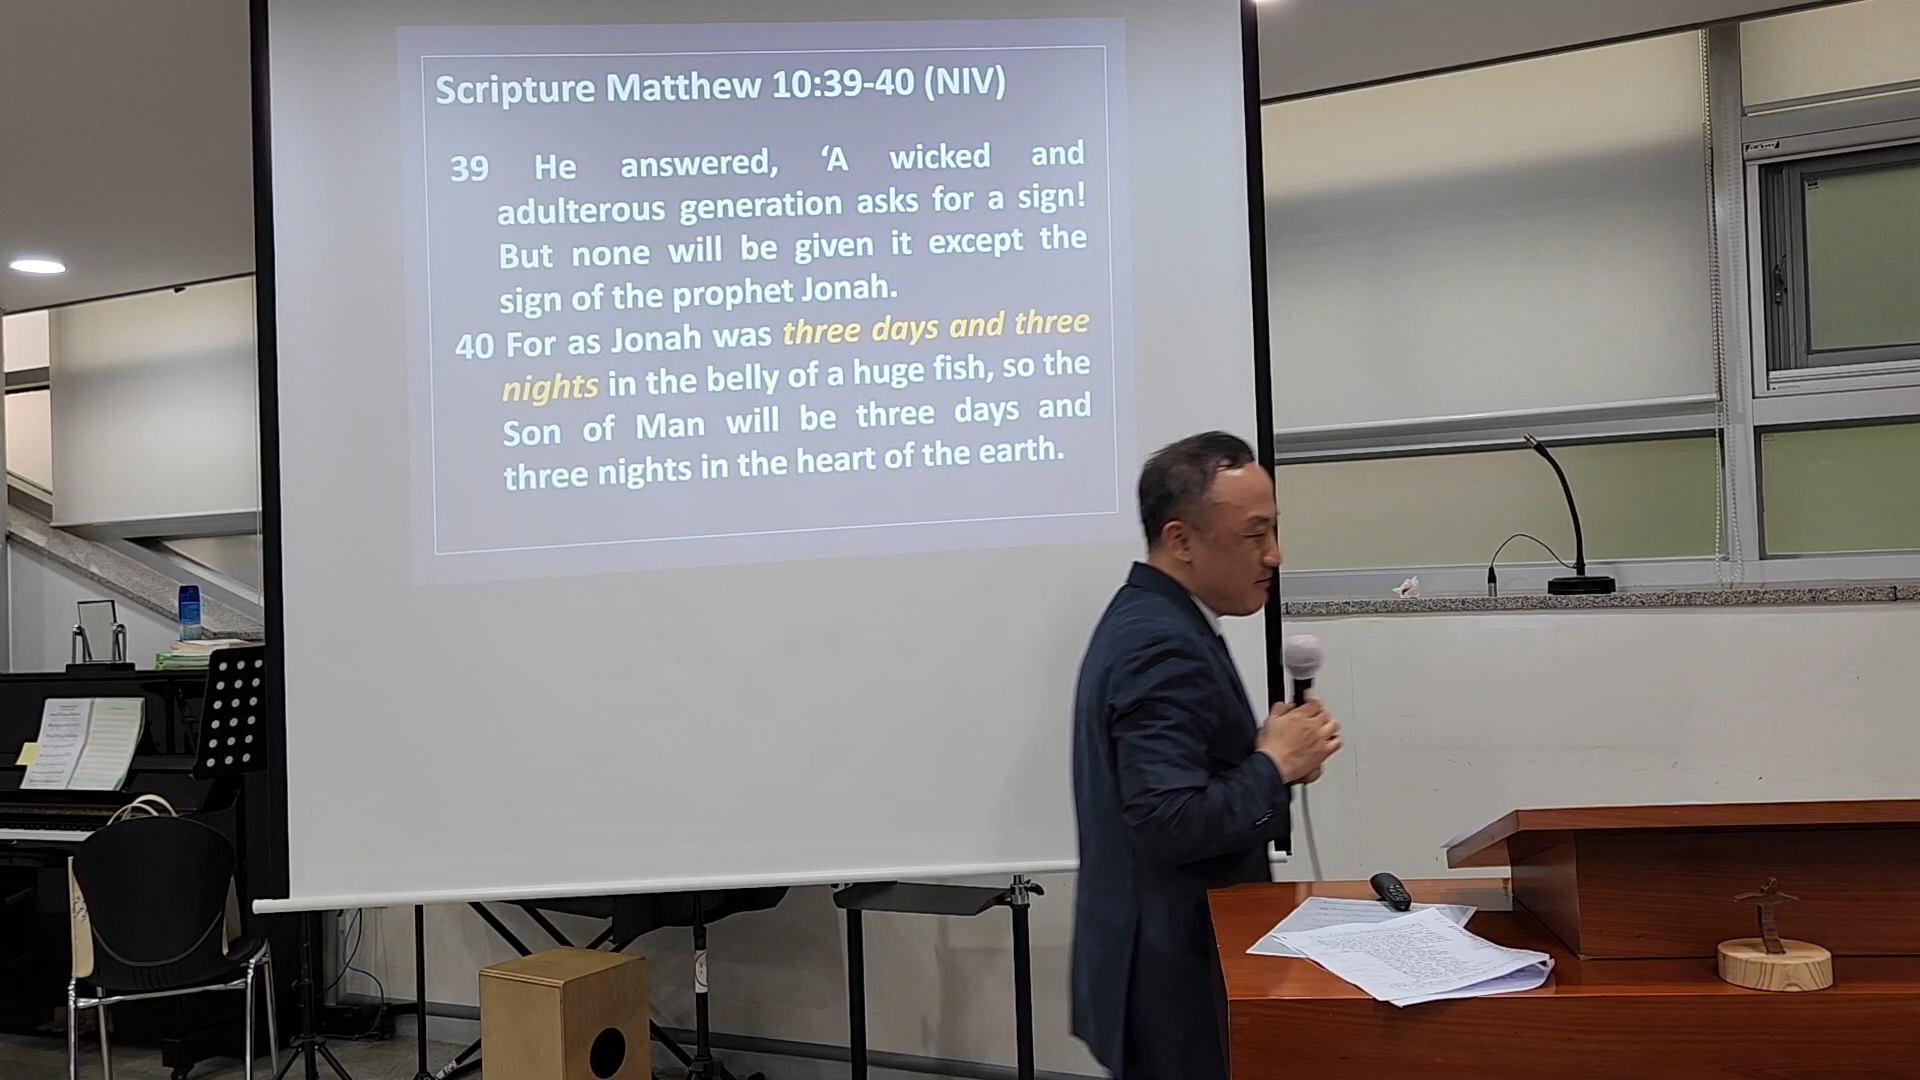 Scripture Matthew 10:39-40 (NIV)
39 He answered, ‘A wicked and
adulterous generation asks for a sign!
But none will be given it except the
sign of the prophet Jonah.
40 For as Jonah was three days and three
nights in the belly of a huge fish, so the
Son of Man will be three days and
three nights in the heart of the earth.